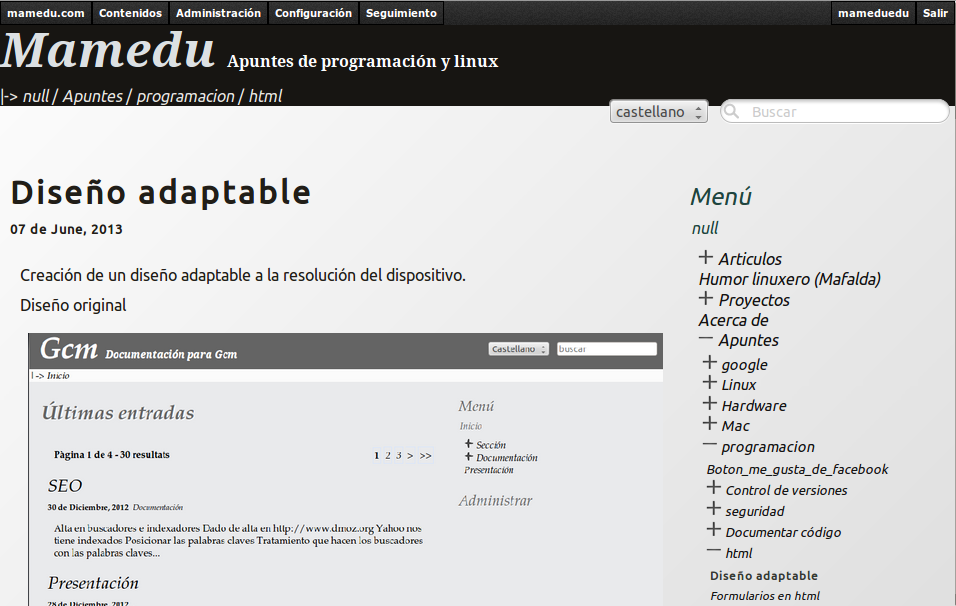 mamedu.com Contenidos Administración Configuración Seguimiento mameduedu Salir
Mamedu Apuntes de programación y linux
|-> null / Apuntes / programacion / html
castellano Buscar
Diseño adaptable
07 de June, 2013
Creación de un diseño adaptable a la resolución del dispositivo.
Diseño original
Gcm Documentación para Gcm Castellano buscar
|-> Inicio
Últimas entradas
Pàgina 1 de 4 - 30 resultats 1 2 3 > >>
SEO
30 de Diciembre, 2012 Documentación
Alta en buscadores e indexadores Dado de alta en http://www.dmoz.org Yahoo nos
tiene indexados Posicionar las palabras claves Tratamiento que hacen los buscadores
con las palabras claves...
Presentación
28 de Diciembre, 2012
Menú
Inicio
+ Sección
+ Documentación
Presentación
Administrar
Menú
null
+ Articulos
Humor linuxero (Mafalda)
+ Proyectos
Acerca de
— Apuntes
+ google
+ Linux
+ Hardware
+ Mac
— programacion
Boton_me_gusta_de_facebook
+ Control de versiones
+ seguridad
+ Documentar código
— html
Diseño adaptable
Formularios en html